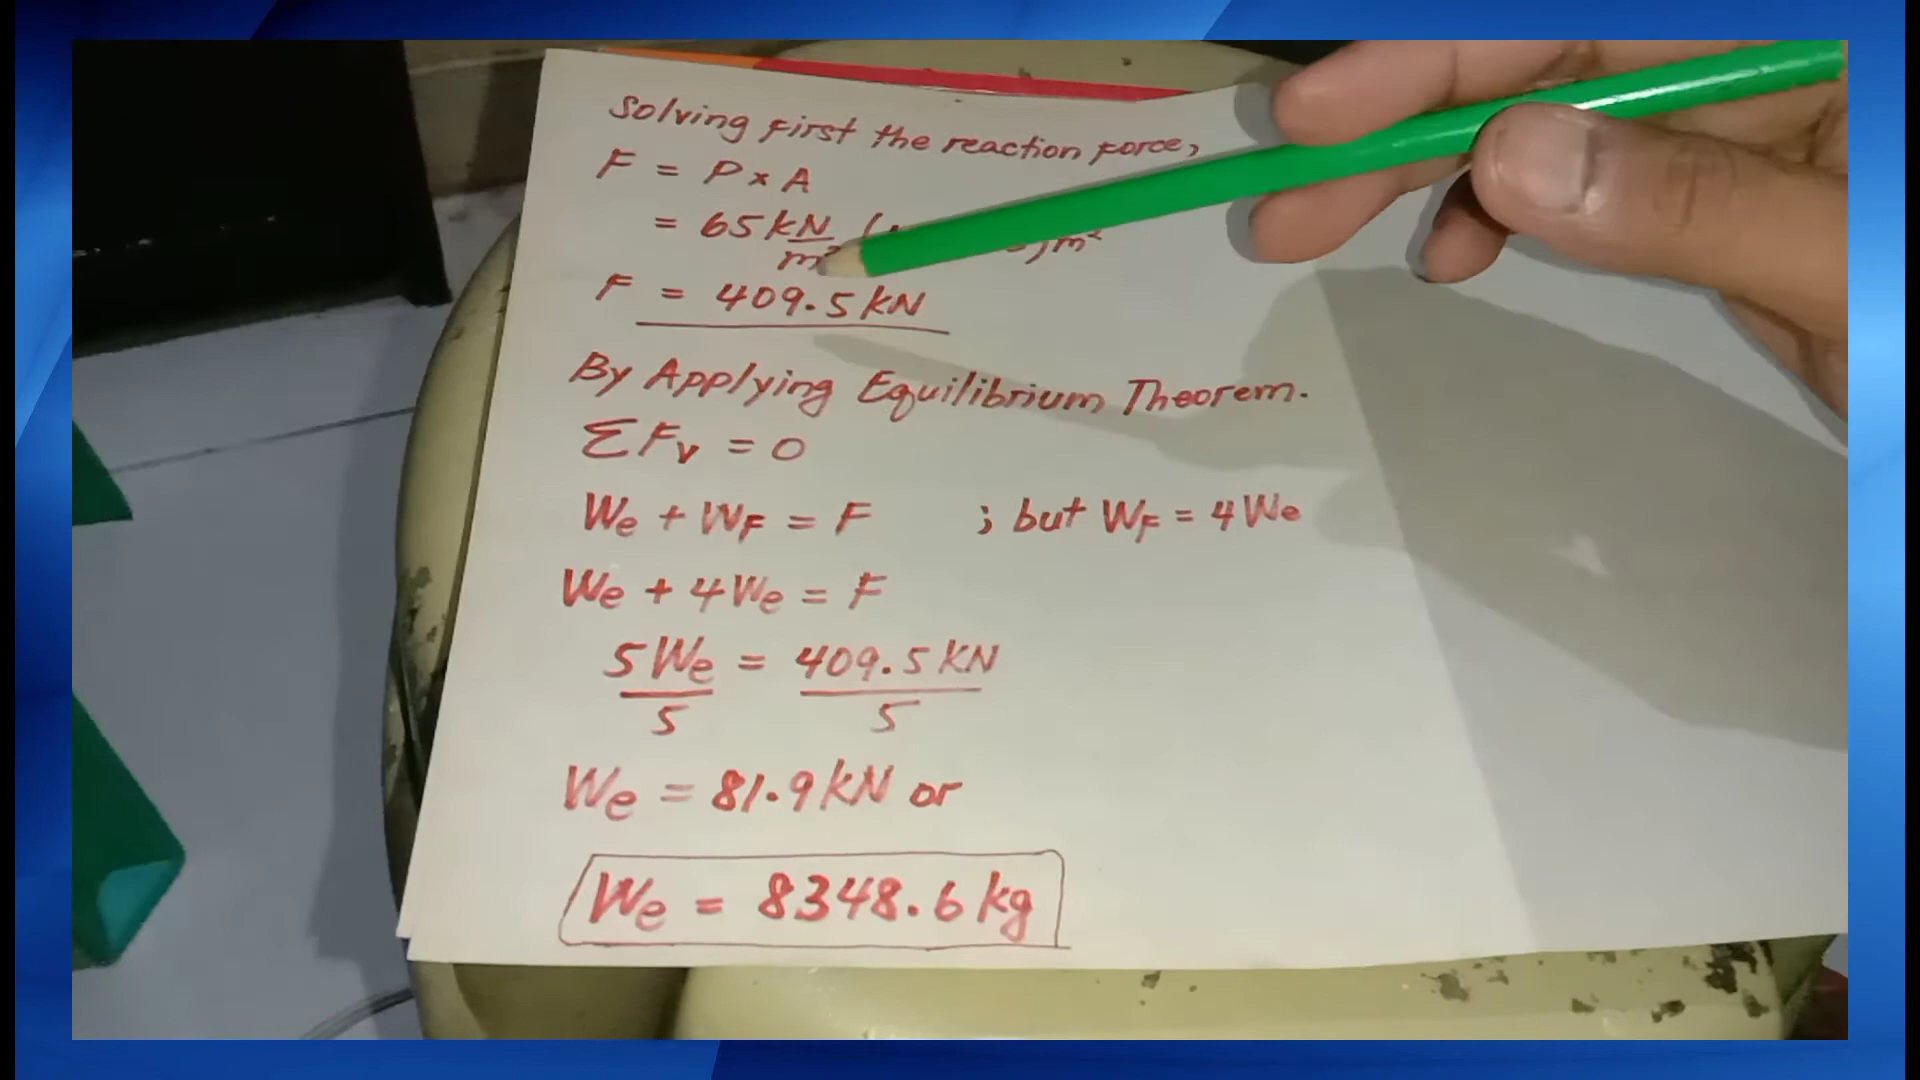 Solving first the reaction force,
F = P x A
= 65 kN/m² ( )m²
F = 409.5 kN
By Applying Equilibrium Theorem.
ΣFv = 0
We + WF = F ; but WF = 4We
We + 4We = F
5We = 409.5 kN
5 5
We = 81.9 kN or
We = 8348.6 kg